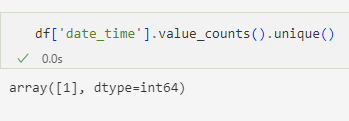 df['date_time'].value_counts().unique()
0.0s
array([1], dtype=int64)